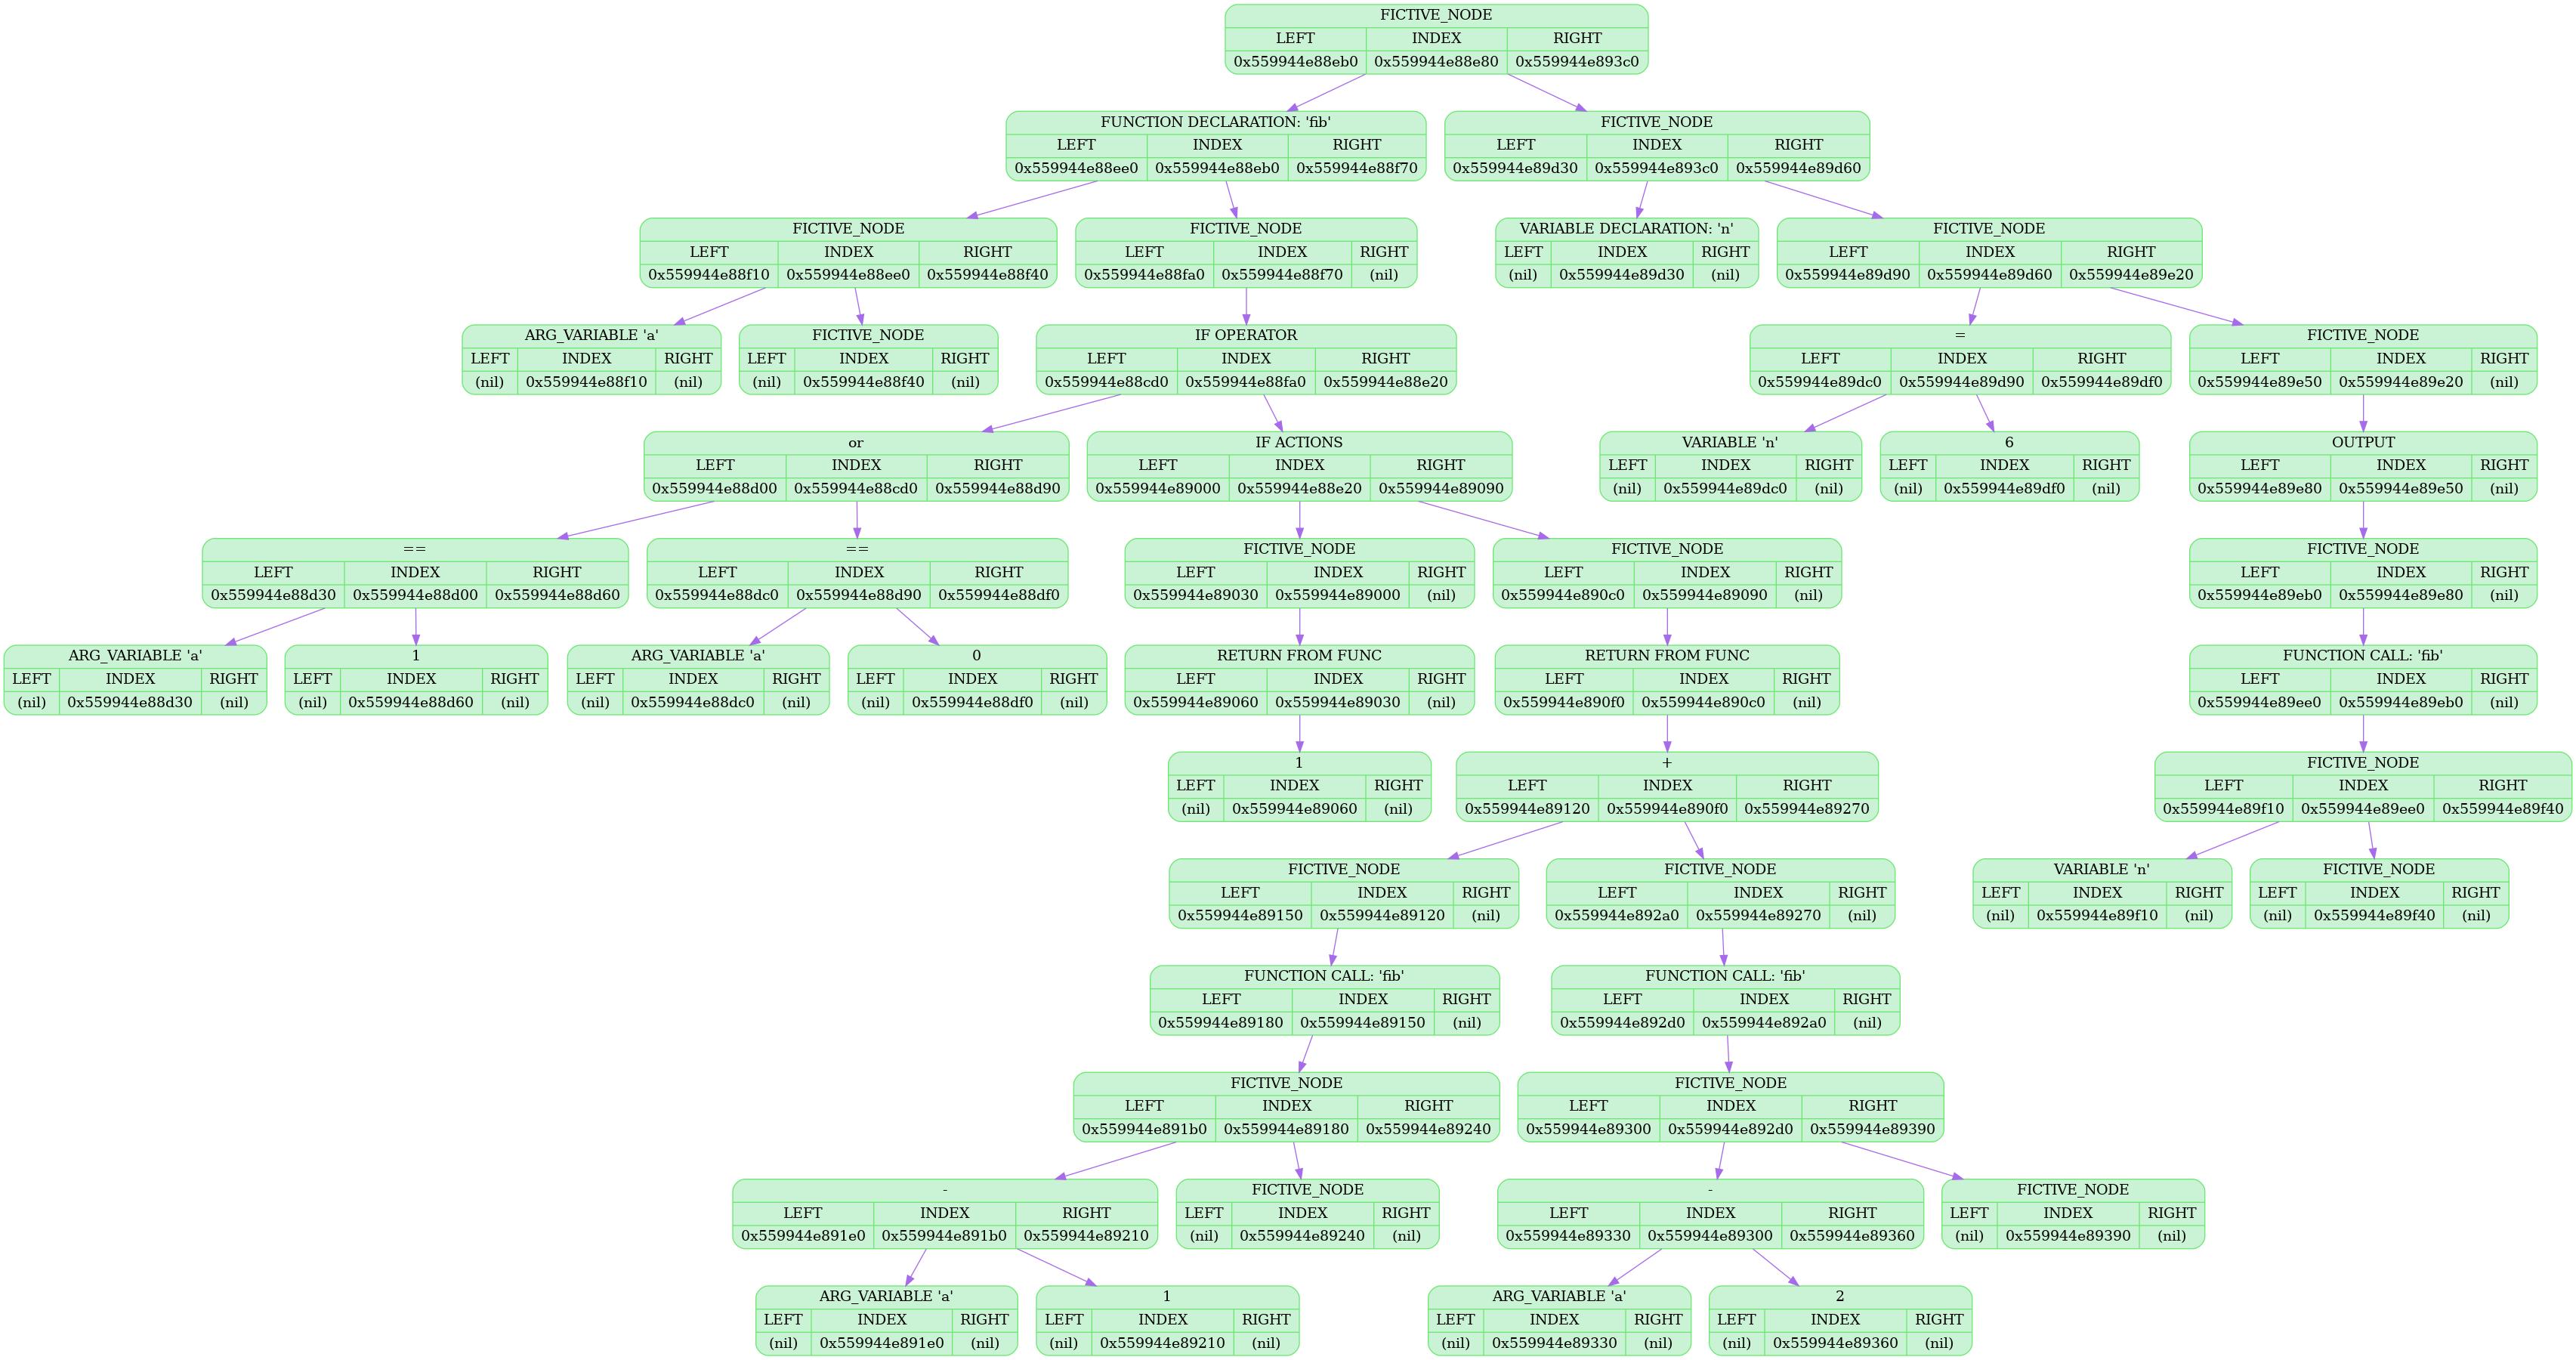 FICTIVE_NODE
LEFT INDEX RIGHT
0x559944e88eb0 0x559944e88e80 0x559944e893c0
FUNCTION DECLARATION: 'fib'
LEFT INDEX RIGHT
0x559944e88ee0 0x559944e88eb0 0x559944e88f70
FICTIVE_NODE
LEFT INDEX RIGHT
0x559944e89d30 0x559944e893c0 0x559944e89d60
FICTIVE_NODE
LEFT INDEX RIGHT
0x559944e88f10 0x559944e88ee0 0x559944e88f40
FICTIVE_NODE
LEFT INDEX RIGHT
0x559944e88fa0 0x559944e88f70 (nil)
VARIABLE DECLARATION: 'n'
LEFT INDEX RIGHT
(nil) 0x559944e89d30 (nil)
FICTIVE_NODE
LEFT INDEX RIGHT
0x559944e89d90 0x559944e89d60 0x559944e89e20
ARG_VARIABLE 'a'
LEFT INDEX RIGHT
(nil) 0x559944e88f10 (nil)
FICTIVE_NODE
LEFT INDEX RIGHT
(nil) 0x559944e88f40 (nil)
IF OPERATOR
LEFT INDEX RIGHT
0x559944e88cd0 0x559944e88fa0 0x559944e88e20
=
LEFT INDEX RIGHT
0x559944e89dc0 0x559944e89d90 0x559944e89df0
FICTIVE_NODE
LEFT INDEX RIGHT
0x559944e89e50 0x559944e89e20 (nil)
or
LEFT INDEX RIGHT
0x559944e88d00 0x559944e88cd0 0x559944e88d90
IF ACTIONS
LEFT INDEX RIGHT
0x559944e89000 0x559944e88e20 0x559944e89090
VARIABLE 'n'
LEFT INDEX RIGHT
(nil) 0x559944e89dc0 (nil)
6
LEFT INDEX RIGHT
(nil) 0x559944e89df0 (nil)
OUTPUT
LEFT INDEX RIGHT
0x559944e89e80 0x559944e89e50 (nil)
==
LEFT INDEX RIGHT
0x559944e88d30 0x559944e88d00 0x559944e88d60
==
LEFT INDEX RIGHT
0x559944e88dc0 0x559944e88d90 0x559944e88df0
FICTIVE_NODE
LEFT INDEX RIGHT
0x559944e89030 0x559944e89000 (nil)
FICTIVE_NODE
LEFT INDEX RIGHT
0x559944e890c0 0x559944e89090 (nil)
FICTIVE_NODE
LEFT INDEX RIGHT
0x559944e89eb0 0x559944e89e80 (nil)
ARG_VARIABLE 'a'
LEFT INDEX RIGHT
(nil) 0x559944e88d30 (nil)
1
LEFT INDEX RIGHT
(nil) 0x559944e88d60 (nil)
ARG_VARIABLE 'a'
LEFT INDEX RIGHT
(nil) 0x559944e88dc0 (nil)
0
LEFT INDEX RIGHT
(nil) 0x559944e88df0 (nil)
RETURN FROM FUNC
LEFT INDEX RIGHT
0x559944e89060 0x559944e89030 (nil)
RETURN FROM FUNC
LEFT INDEX RIGHT
0x559944e890f0 0x559944e890c0 (nil)
FUNCTION CALL: 'fib'
LEFT INDEX RIGHT
0x559944e89ee0 0x559944e89eb0 (nil)
1
LEFT INDEX RIGHT
(nil) 0x559944e89060 (nil)
+
LEFT INDEX RIGHT
0x559944e89120 0x559944e890f0 0x559944e89270
FICTIVE_NODE
LEFT INDEX RIGHT
0x559944e89f10 0x559944e89ee0 0x559944e89f40
FICTIVE_NODE
LEFT INDEX RIGHT
0x559944e89150 0x559944e89120 (nil)
FICTIVE_NODE
LEFT INDEX RIGHT
0x559944e892a0 0x559944e89270 (nil)
VARIABLE 'n'
LEFT INDEX RIGHT
(nil) 0x559944e89f10 (nil)
FICTIVE_NODE
LEFT INDEX RIGHT
(nil) 0x559944e89f40 (nil)
FUNCTION CALL: 'fib'
LEFT INDEX RIGHT
0x559944e89180 0x559944e89150 (nil)
FUNCTION CALL: 'fib'
LEFT INDEX RIGHT
0x559944e892d0 0x559944e892a0 (nil)
FICTIVE_NODE
LEFT INDEX RIGHT
0x559944e891b0 0x559944e89180 0x559944e89240
FICTIVE_NODE
LEFT INDEX RIGHT
0x559944e89300 0x559944e892d0 0x559944e89390
-
LEFT INDEX RIGHT
0x559944e891e0 0x559944e891b0 0x559944e89210
FICTIVE_NODE
LEFT INDEX RIGHT
(nil) 0x559944e89240 (nil)
-
LEFT INDEX RIGHT
0x559944e89330 0x559944e89300 0x559944e89360
FICTIVE_NODE
LEFT INDEX RIGHT
(nil) 0x559944e89390 (nil)
ARG_VARIABLE 'a'
LEFT INDEX RIGHT
(nil) 0x559944e891e0 (nil)
1
LEFT INDEX RIGHT
(nil) 0x559944e89210 (nil)
ARG_VARIABLE 'a'
LEFT INDEX RIGHT
(nil) 0x559944e89330 (nil)
2
LEFT INDEX RIGHT
(nil) 0x559944e89360 (nil)